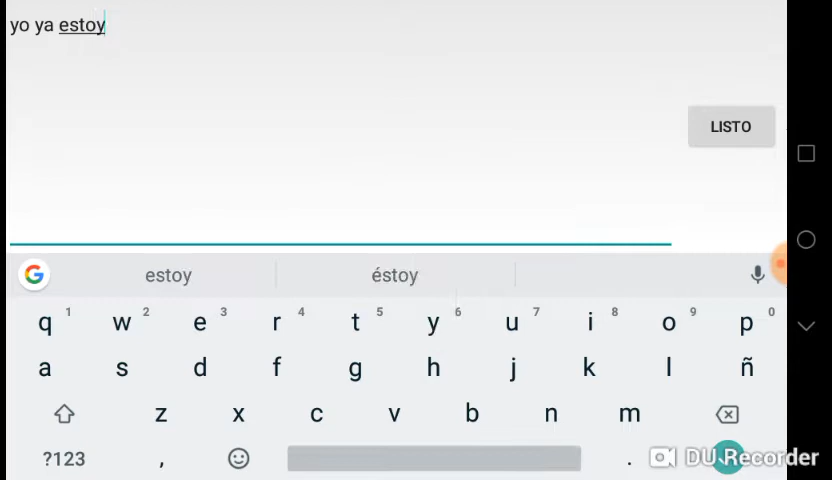 yo ya estoy
LISTO
estoy éstoy
q 1 w 2 e 3 r 4 t 5 y 6 u 7 i 8 o 9 p 0
a s d f g h j k l ñ
z x c v b n m
?123 , . DU Recorder